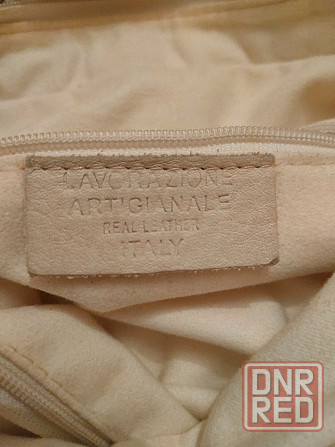 LAVORAZIONE
ARTIGIANALE
REAL LEATHER
ITALY
DNR
RED